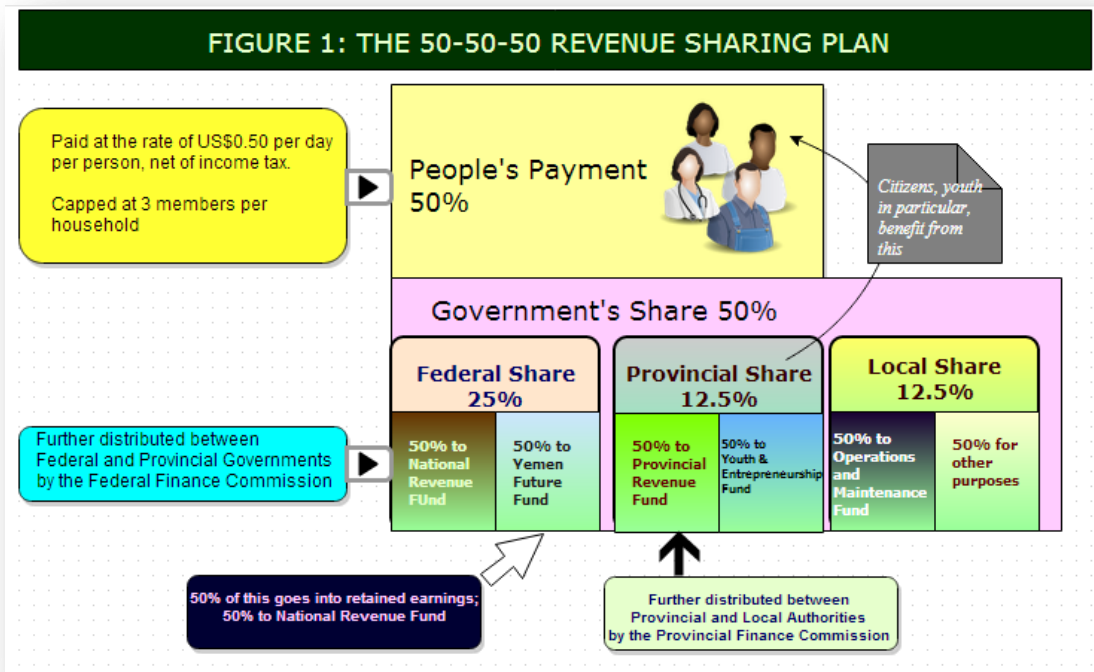 FIGURE 1: THE 50-50-50 REVENUE SHARING PLAN
Paid at the rate of US$0.50 per day
per person, net of income tax.
Capped at 3 members per
household
People's Payment
50%
Citizens, youth
in particular,
benefit from
this
Government's Share 50%
Federal Share
25%
Provincial Share
12.5%
Local Share
12.5%
Further distributed between
Federal and Provincial Governments
by the Federal Finance Commission
50% to
National
Revenue
FUnd
50% to
Yemen
Future
Fund
50% to
Provincial
Revenue
Fund
50% to
Youth &
Entrepreneurship
Fund
50% to
Operations
and
Maintenance
Fund
50% for
other
purposes
50% of this goes into retained earnings;
50% to National Revenue Fund
Further distributed between
Provincial and Local Authorities
by the Provincial Finance Commission